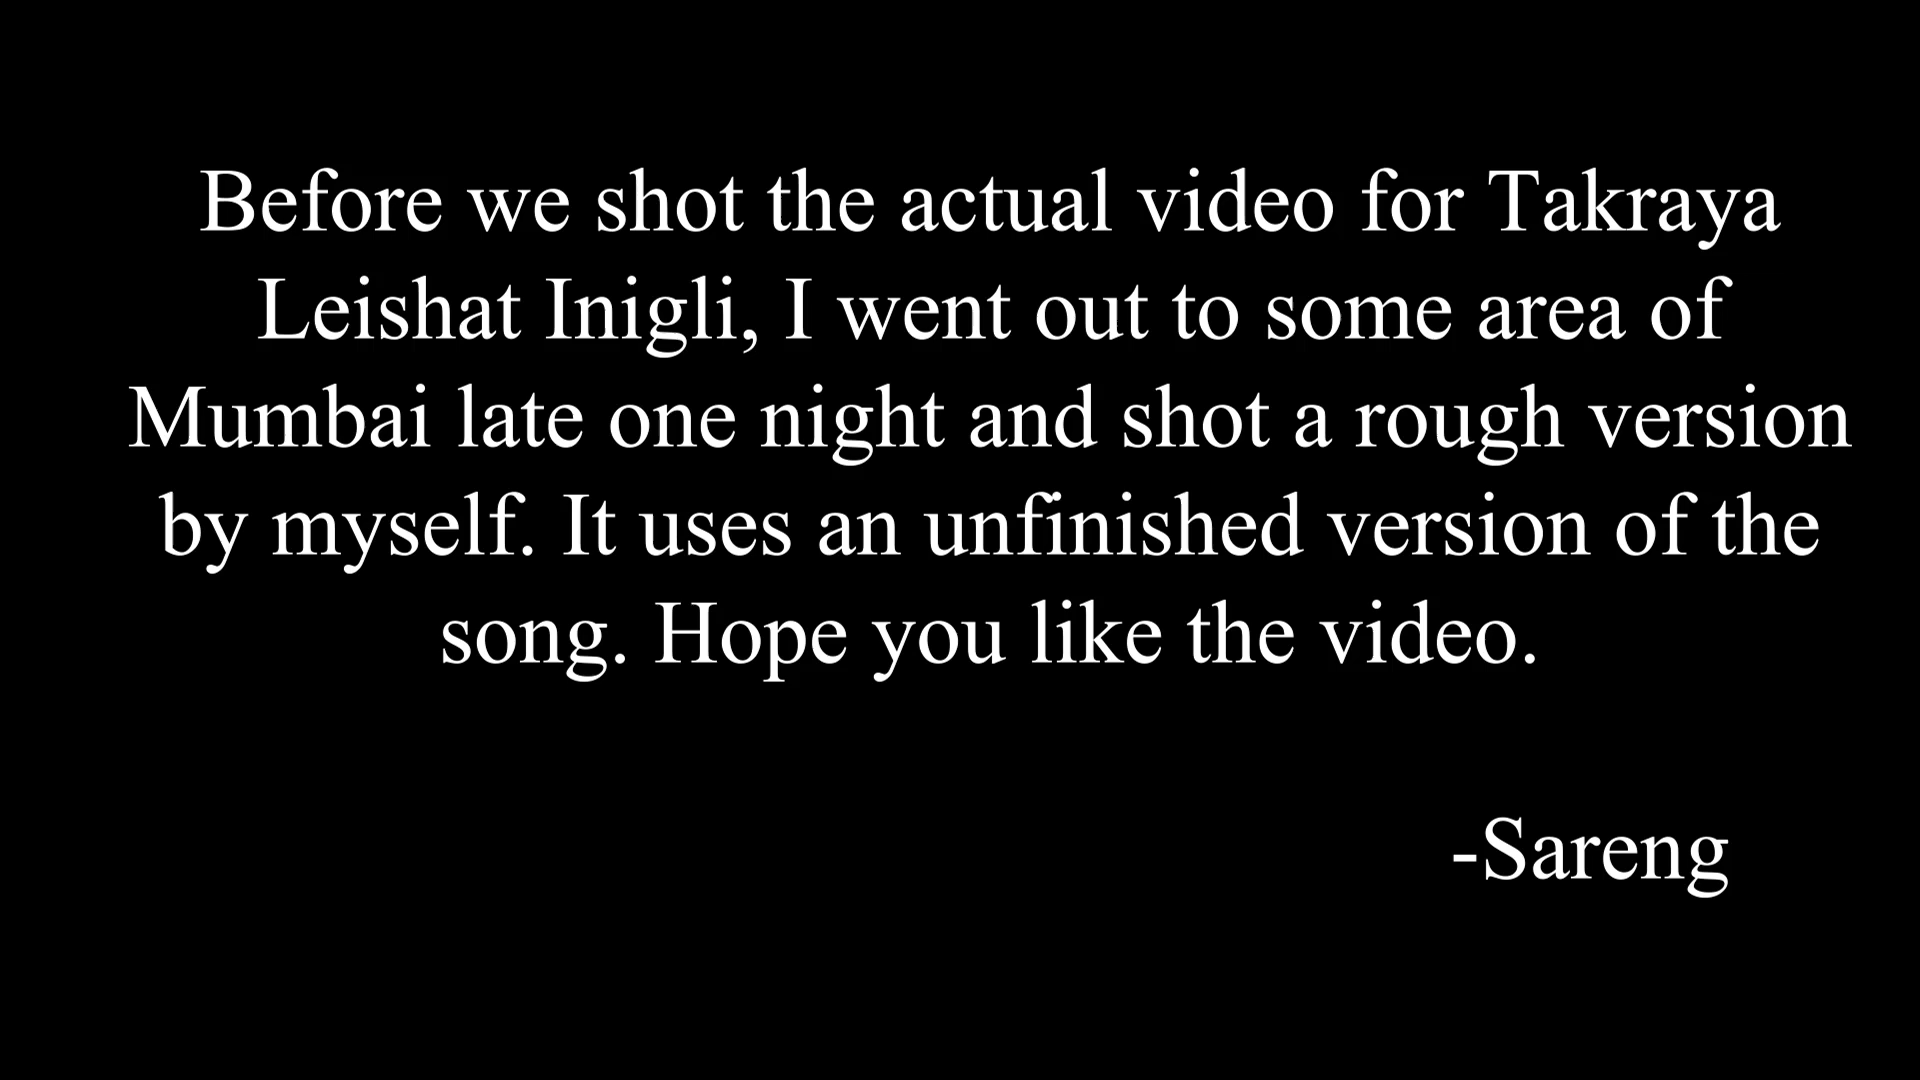 Before we shot the actual video for Takraya
Leishat Inigli, I went out to some area of
Mumbai late one night and shot a rough version
by myself. It uses an unfinished version of the
song. Hope you like the video.
-Sareng